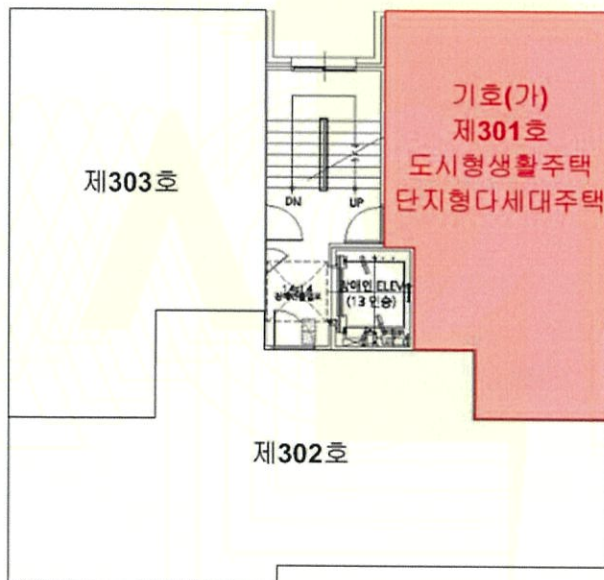 기호(가)
제301호
도시형생활주택
단지형다세대주택
제303호
DN
UP
장애인 ELEV
(13 인승)
제302호